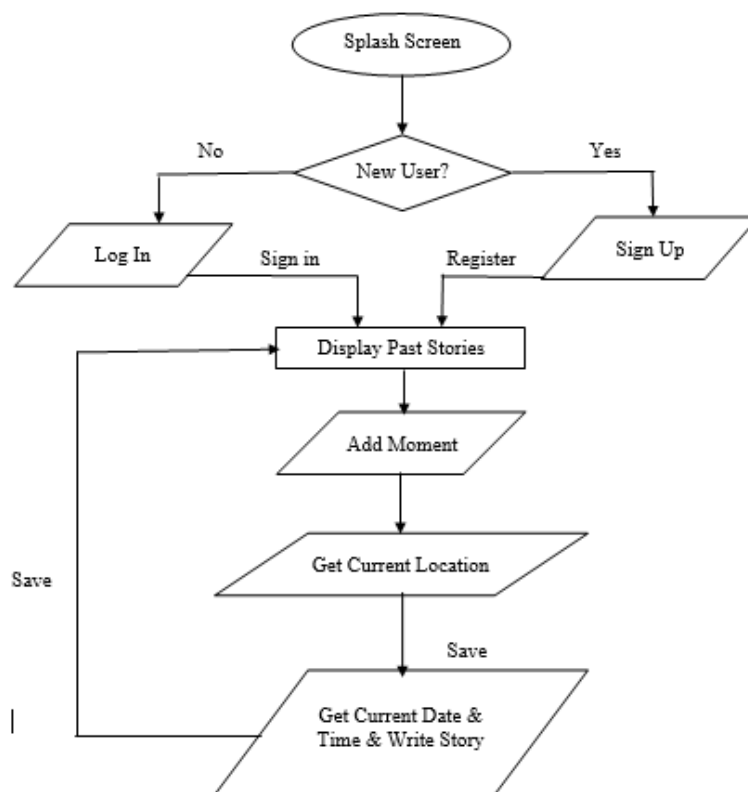 Splash Screen
No
Yes
New User?
Log In
Sign in
Register
Sign Up
Display Past Stories
Add Moment
Get Current Location
Save
Save
Get Current Date &
Time & Write Story